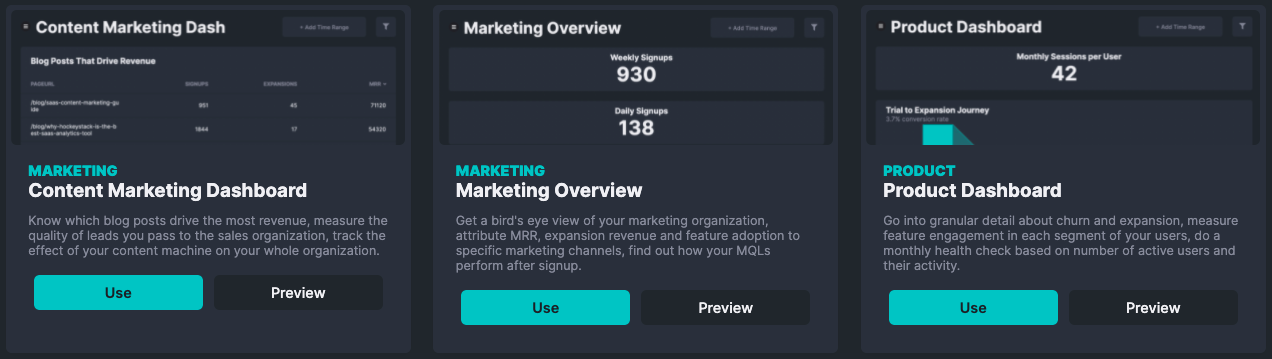 Content Marketing Dash
+ Add Time Range
Blog Posts That Drive Revenue
PAGEURL SIGNUPS EXPANSIONS MRR
/blog/saas-content-marketing-gu
ide 951 45 71120
/blog/why-hockeystack-is-the-b
est-saas-analytics-tool 1844 17 54320
MARKETING
Content Marketing Dashboard
Know which blog posts drive the most revenue, measure the
quality of leads you pass to the sales organization, track the
effect of your content machine on your whole organization.
Use Preview
Marketing Overview
+ Add Time Range
Weekly Signups
930
Daily Signups
138
MARKETING
Marketing Overview
Get a bird's eye view of your marketing organization,
attribute MRR, expansion revenue and feature adoption to
specific marketing channels, find out how your MQLs
perform after signup.
Use Preview
Product Dashboard
+ Add Time Range
Monthly Sessions per User
42
Trial to Expansion Journey
3.7% conversion rate
PRODUCT
Product Dashboard
Go into granular detail about churn and expansion, measure
feature engagement in each segment of your users, do a
monthly health check based on number of active users and
their activity.
Use Preview